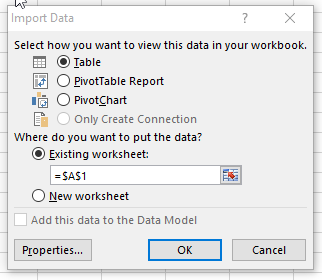 Import Data
Select how you want to view this data in your workbook.
Table
PivotTable Report
PivotChart
Only Create Connection
Where do you want to put the data?
Existing worksheet:
=$A$1
New worksheet
Add this data to the Data Model
Properties... OK Cancel